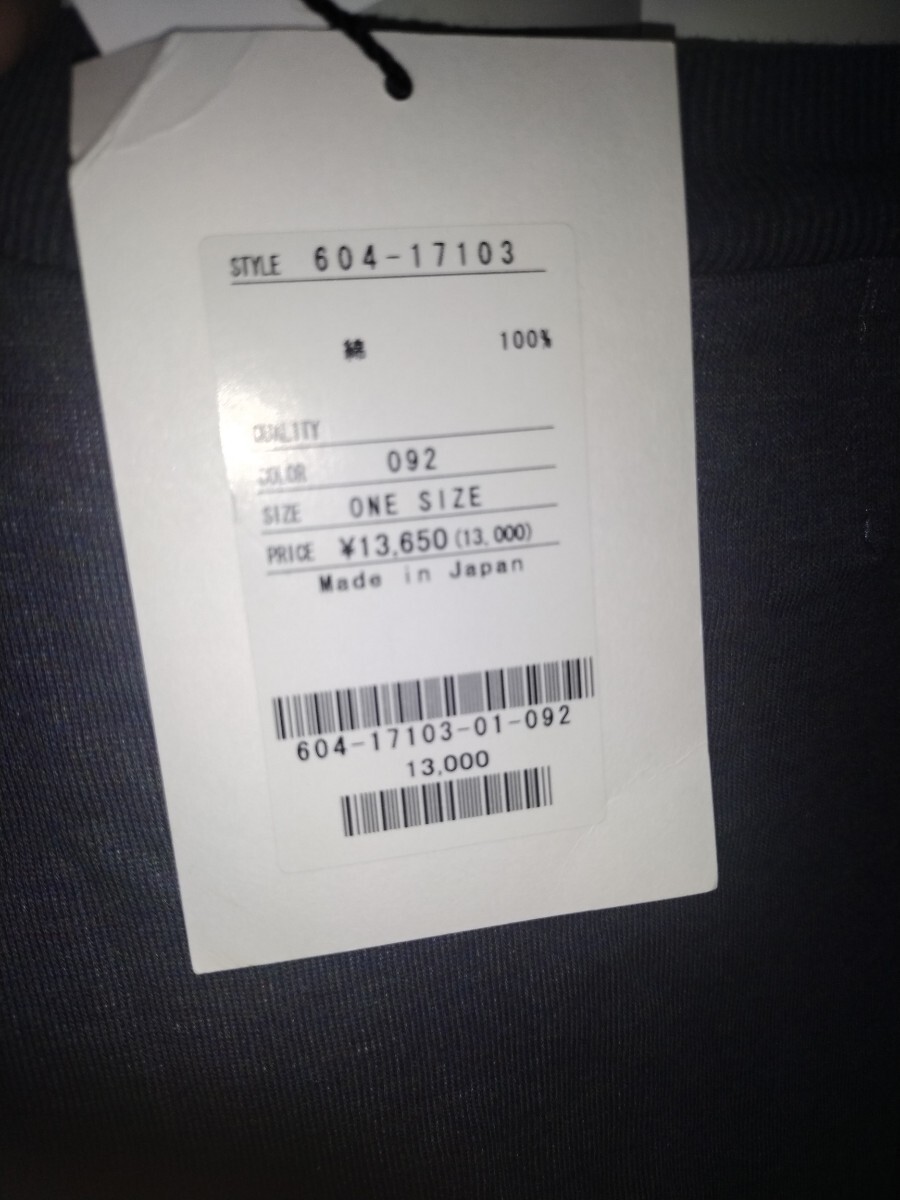 STYLE 604-17103
綿 100%
QUALITY
COLOR 092
SIZE ONE SIZE
PRICE ¥13,650(13,000)
Made in Japan
604-17103-01-092
13,000